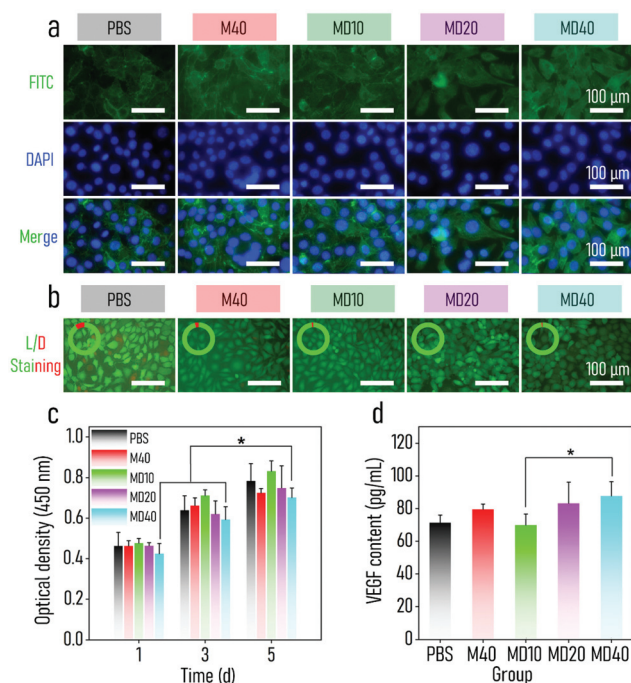 a
PBS M40 MD10 MD20 MD40
FITC
100 µm
DAPI
100 µm
Merge
100 µm
b
PBS M40 MD10 MD20 MD40
L/D
Staining
100 µm
c
Optical density (450 nm)
1.0
0.8
0.6
0.4
0.2
0.0
PBS
M40
MD10
MD20
MD40
*
1 3 5
Time (d)
d
VEGF content (pg/mL)
120
100
80
60
40
20
0
*
PBS M40 MD10 MD20 MD40
Group